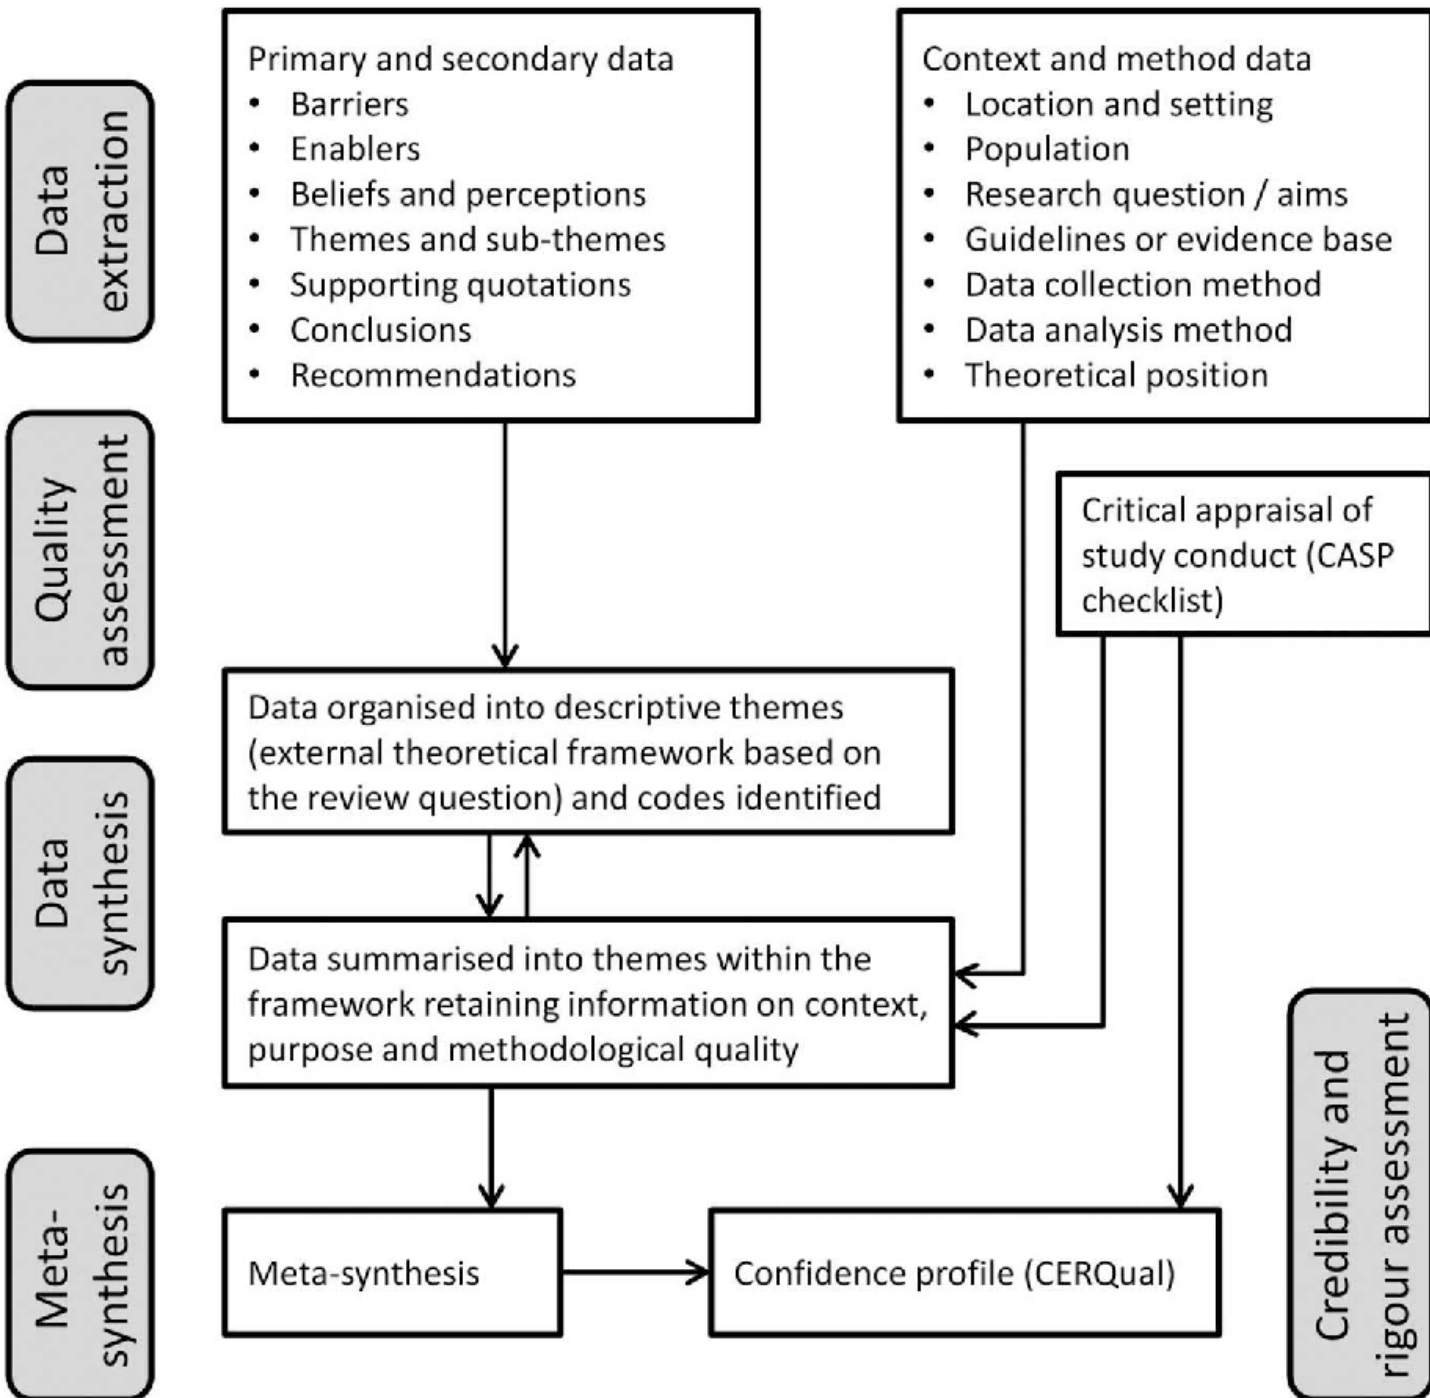 Data
extraction
Primary and secondary data
• Barriers
• Enablers
• Beliefs and perceptions
• Themes and sub-themes
• Supporting quotations
• Conclusions
• Recommendations
Context and method data
• Location and setting
• Population
• Research question / aims
• Guidelines or evidence base
• Data collection method
• Data analysis method
• Theoretical position
Quality
assessment
Critical appraisal of
study conduct (CASP
checklist)
Data organised into descriptive themes
(external theoretical framework based on
the review question) and codes identified
Data
synthesis
Data summarised into themes within the
framework retaining information on context,
purpose and methodological quality
Meta-
synthesis
Meta-synthesis
Confidence profile (CERQual)
Credibility and
rigour assessment